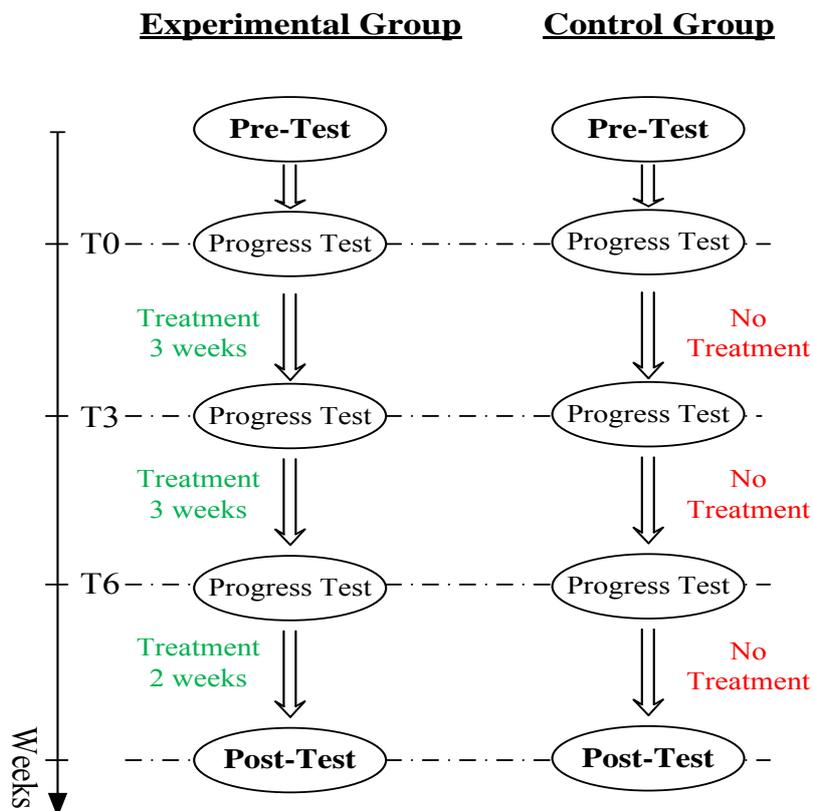 Experimental Group Control Group
Pre-Test Pre-Test
T0 Progress Test Progress Test
Treatment
3 weeks
No
Treatment
T3 Progress Test Progress Test
Treatment
3 weeks
No
Treatment
T6 Progress Test Progress Test
Treatment
2 weeks
No
Treatment
Post-Test Post-Test
Weeks